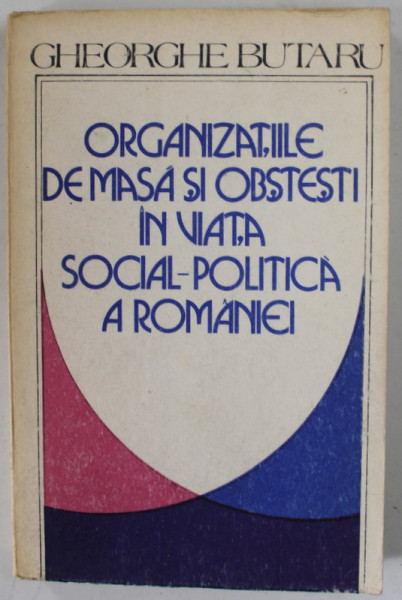 GHEORGHE BUTARU
ORGANIZAȚIILE
DE MASĂ ȘI OBȘTEȘTI
ÎN VIAȚA
SOCIAL-POLITICĂ
A ROMÂNIEI